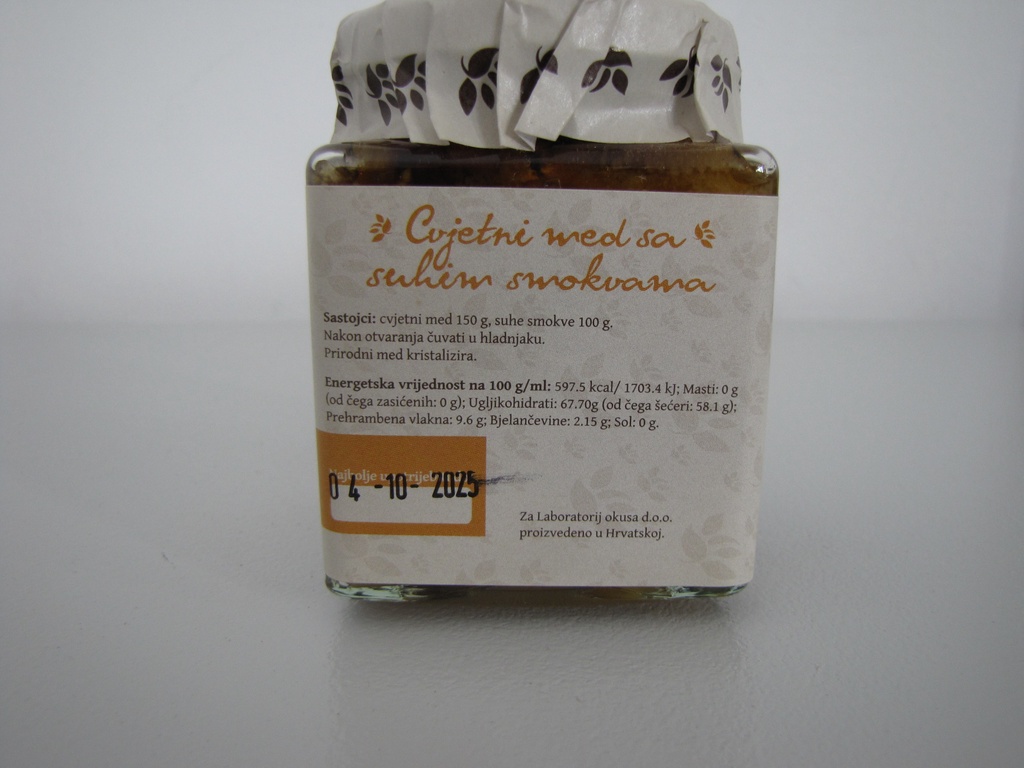 Cvjetni med sa
suhim smokvama
Sastojci: cvjetni med 150 g, suhe smokve 100 g.
Nakon otvaranja čuvati u hladnjaku.
Prirodni med kristalizira.
Energetska vrijednost na 100 g/ml: 597.5 kcal/ 1703.4 kJ; Masti: 0 g
(od čega zasićenih: 0 g); Ugljikohidrati: 67.70g (od čega šećeri: 58.1 g);
Prehrambena vlakna: 9.6 g; Bjelančevine: 2.15 g; Sol: 0 g.
Najbolje
04 -10- 2025
Za Laboratorij okusa d.o.o.
proizvedeno u Hrvatskoj.